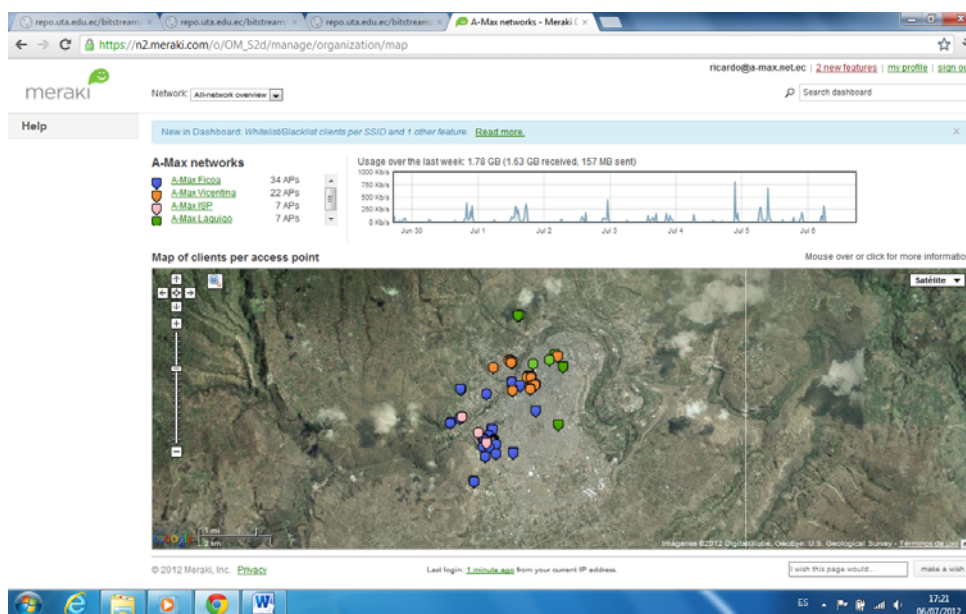 repo.uta.edu.ec/bitstream/ × repo.uta.edu.ec/bitstream/ × repo.uta.edu.ec/bitstream/ × A-Max networks - Meraki D ×
https://n2.meraki.com/o/OM_S2d/manage/organization/map
ricardo@a-max.net.ec | 2 new features | my profile | sign ou
meraki
Network: All-network overview
Search dashboard
Help
New in Dashboard: Whitelist/Blacklist clients per SSID and 1 other feature. Read more. ×
A-Max networks
A-Max Ficoa 34 APs
A-Max Vicentina 22 APs
A-Max ISP 7 APs
A-Max Laquigo 7 APs
Usage over the last week: 1.78 GB (1.63 GB received, 157 MB sent)
1000 Kb/s
750 Kb/s
500 Kb/s
250 Kb/s
0 Kb/s
Jun 30 Jul 1 Jul 2 Jul 3 Jul 4 Jul 5 Jul 6
Map of clients per access point
Mouse over or click for more informatio
Satélite
1 mi
2 km
Google
Imágenes ©2012 DigitalGlobe, GeoEye, U.S. Geological Survey - Términos de uso
© 2012 Meraki, Inc. Privacy
Last login: 1 minute ago from your current IP address.
I wish this page would...
make a wish
ES
17:21
06/07/2012